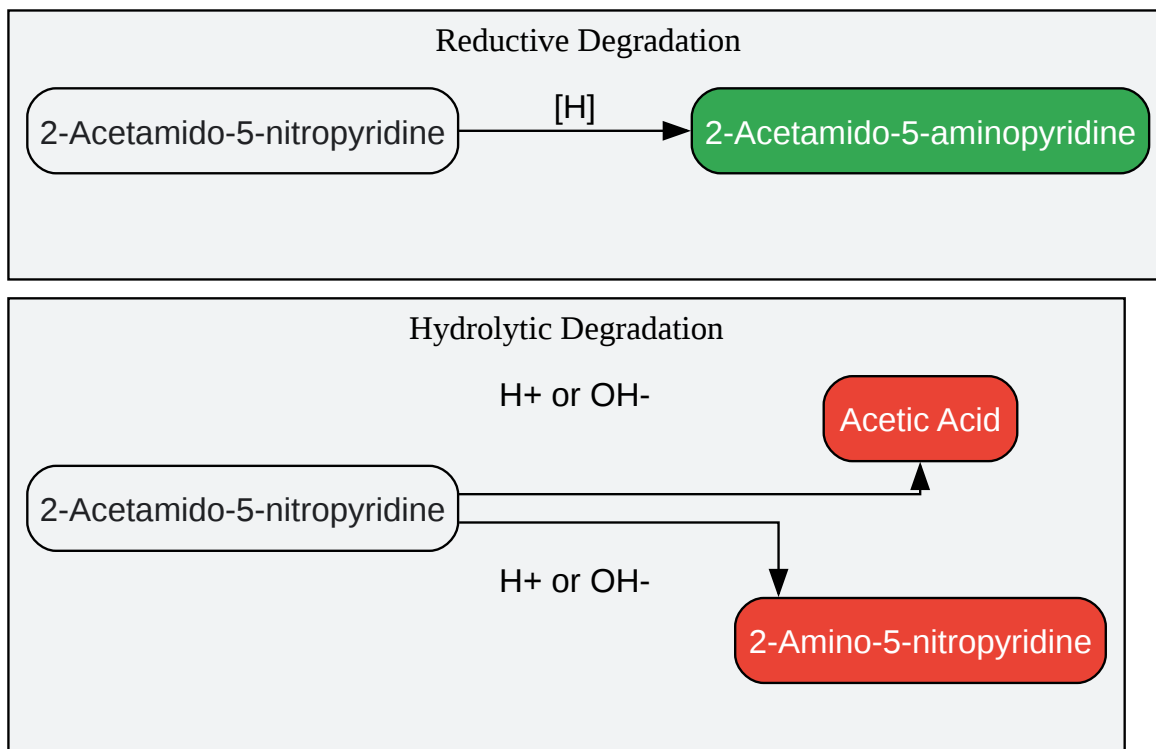 Reductive Degradation
2-Acetamido-5-nitropyridine
[H]
2-Acetamido-5-aminopyridine
Hydrolytic Degradation
H+ or OH-
Acetic Acid
2-Acetamido-5-nitropyridine
H+ or OH-
2-Amino-5-nitropyridine